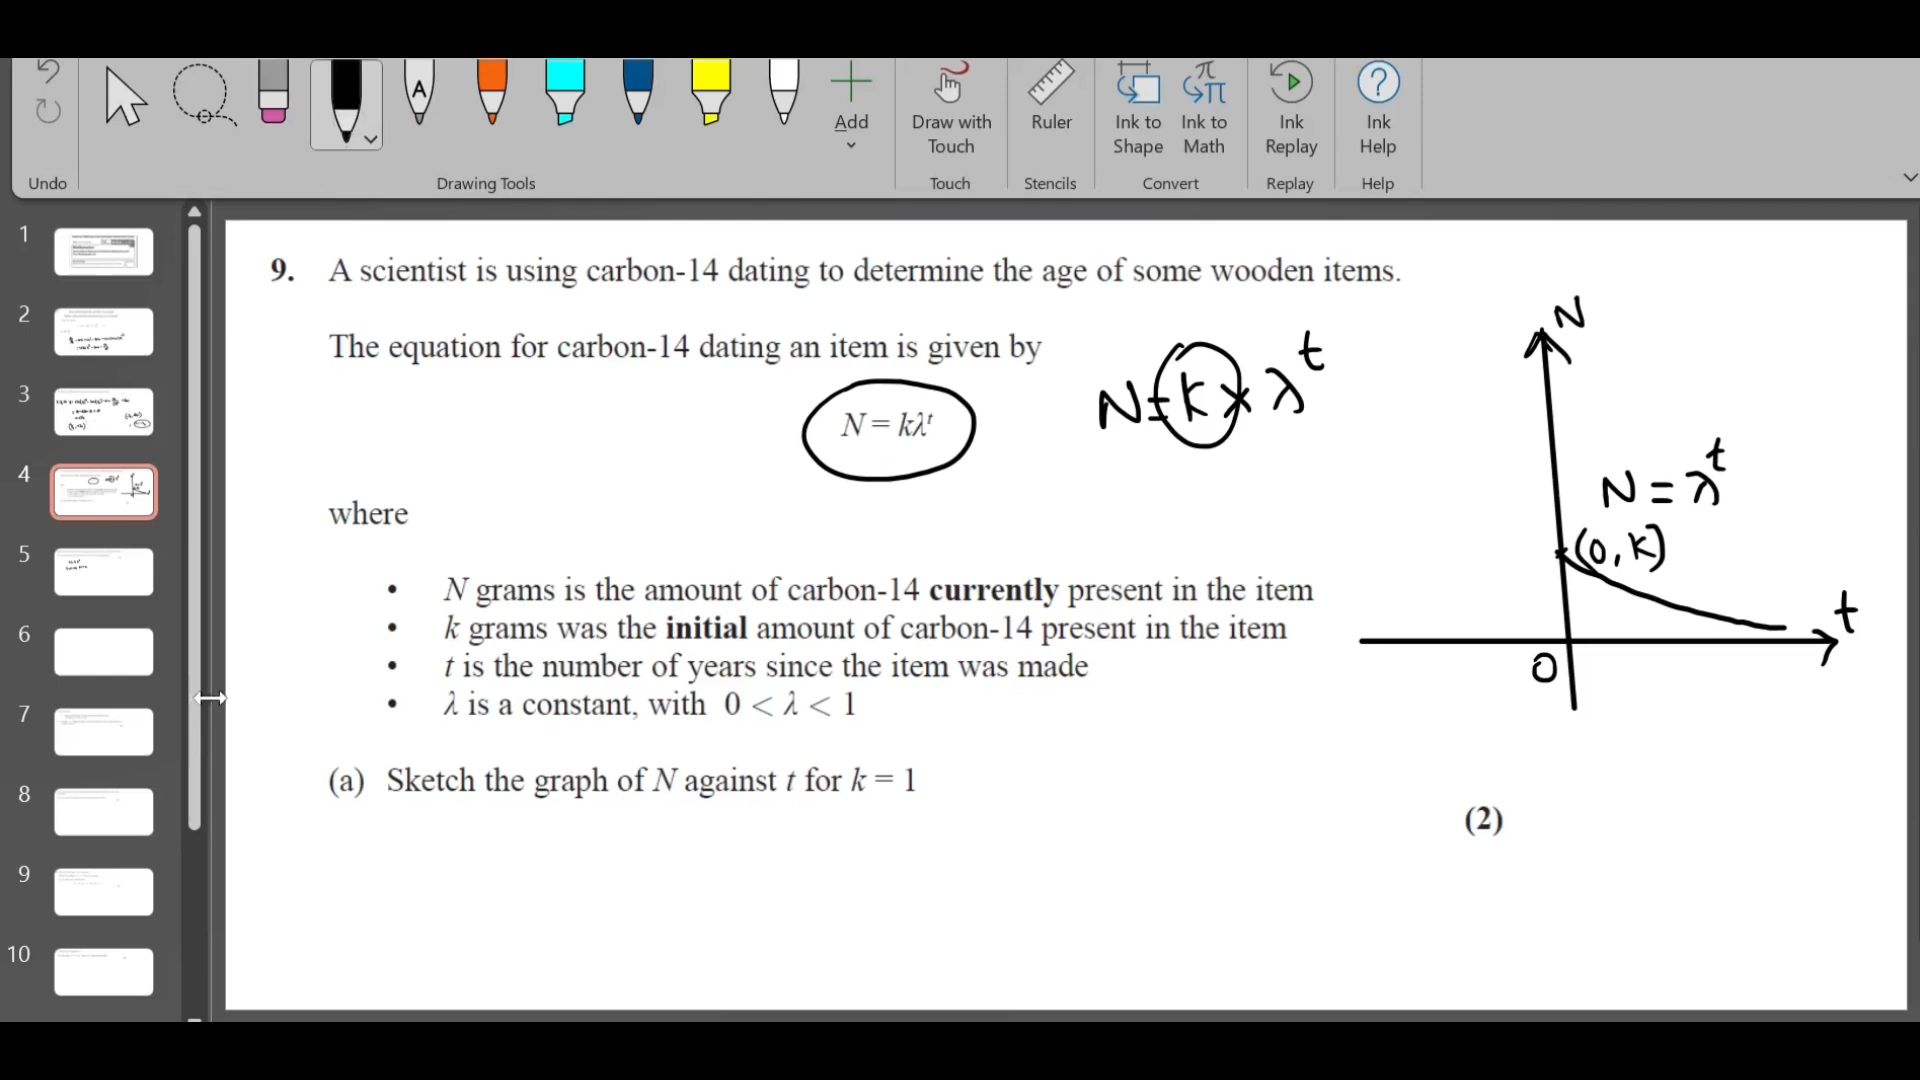 Undo
Drawing Tools
A
Add
Draw with Touch
Touch
Ruler
Stencils
Ink to Shape
Ink to Math
Convert
Ink Replay
Replay
Ink Help
Help
1
2
3
4
5
6
7
8
9
10
9. A scientist is using carbon-14 dating to determine the age of some wooden items.
The equation for carbon-14 dating an item is given by
N = kλᵗ
N = k × λᵗ
where
• N grams is the amount of carbon-14 currently present in the item
• k grams was the initial amount of carbon-14 present in the item
• t is the number of years since the item was made
• λ is a constant, with 0 < λ < 1
(a) Sketch the graph of N against t for k = 1
(2)
N
N = λᵗ
(0, k)
t
0